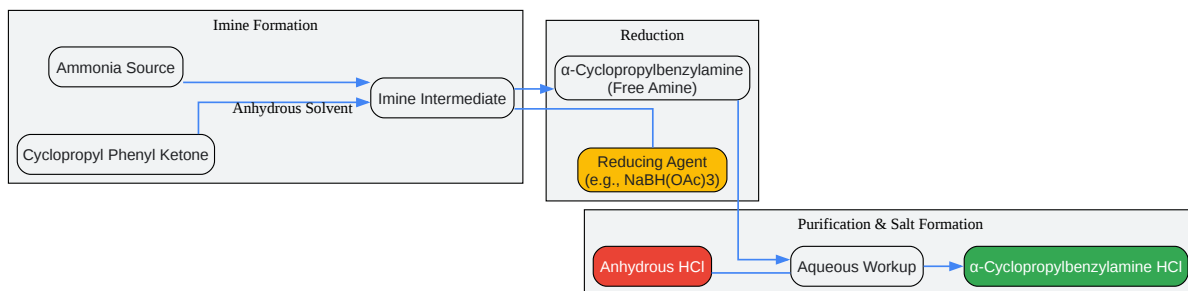 Imine Formation
Ammonia Source
Imine Intermediate
Anhydrous Solvent
Cyclopropyl Phenyl Ketone
Reduction
α-Cyclopropylbenzylamine
(Free Amine)
Reducing Agent
(e.g., NaBH(OAc)3)
Purification & Salt Formation
Anhydrous HCl
Aqueous Workup
α-Cyclopropylbenzylamine HCl